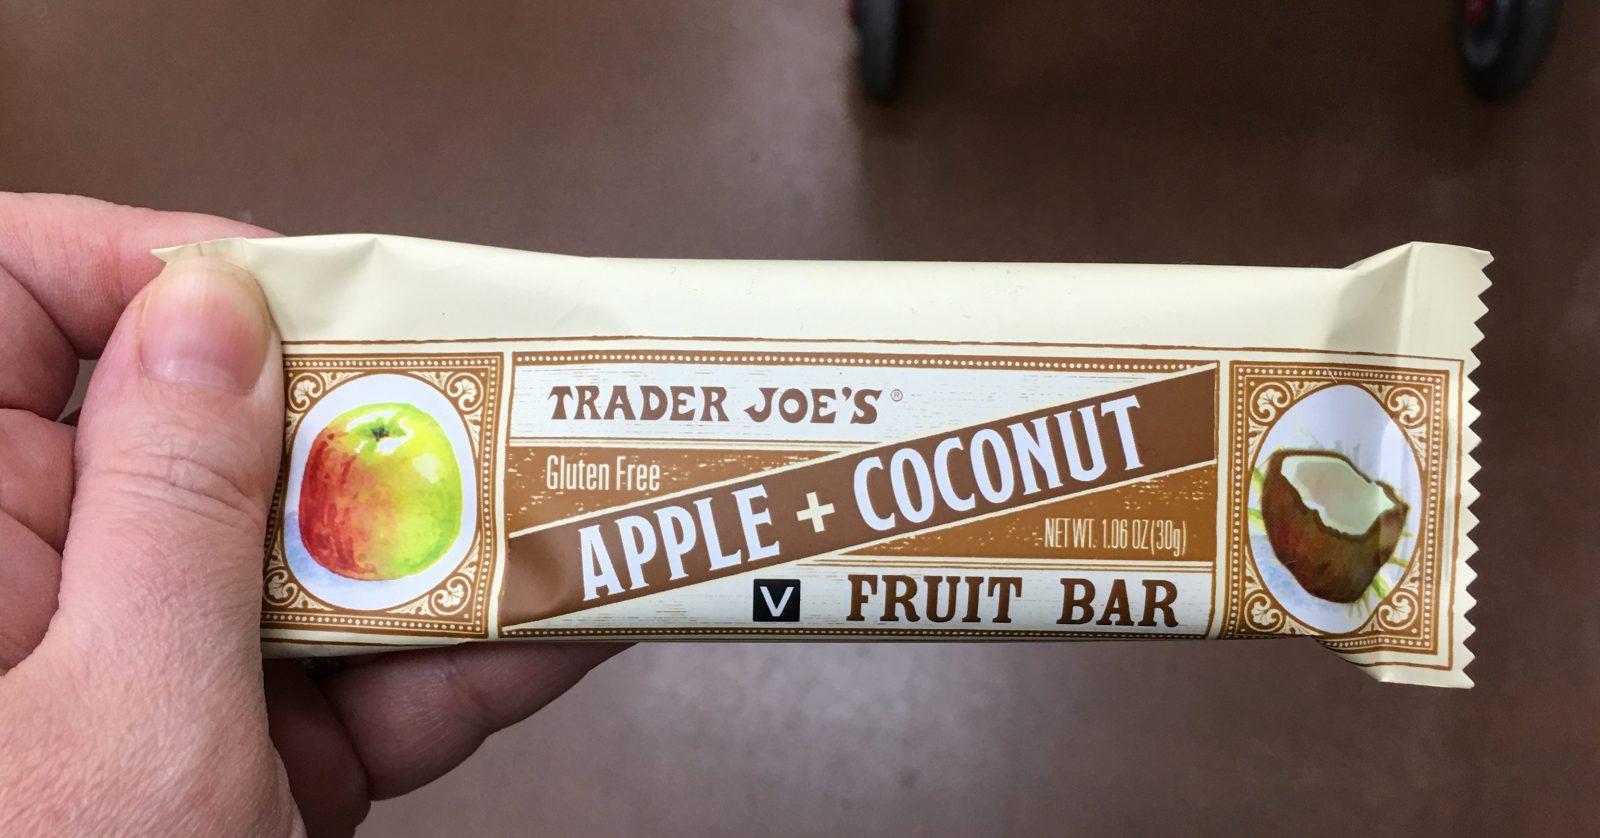 TRADER JOE'S®
Gluten Free
APPLE + COCONUT
NET WT. 1.06 OZ (30g)
V
FRUIT BAR